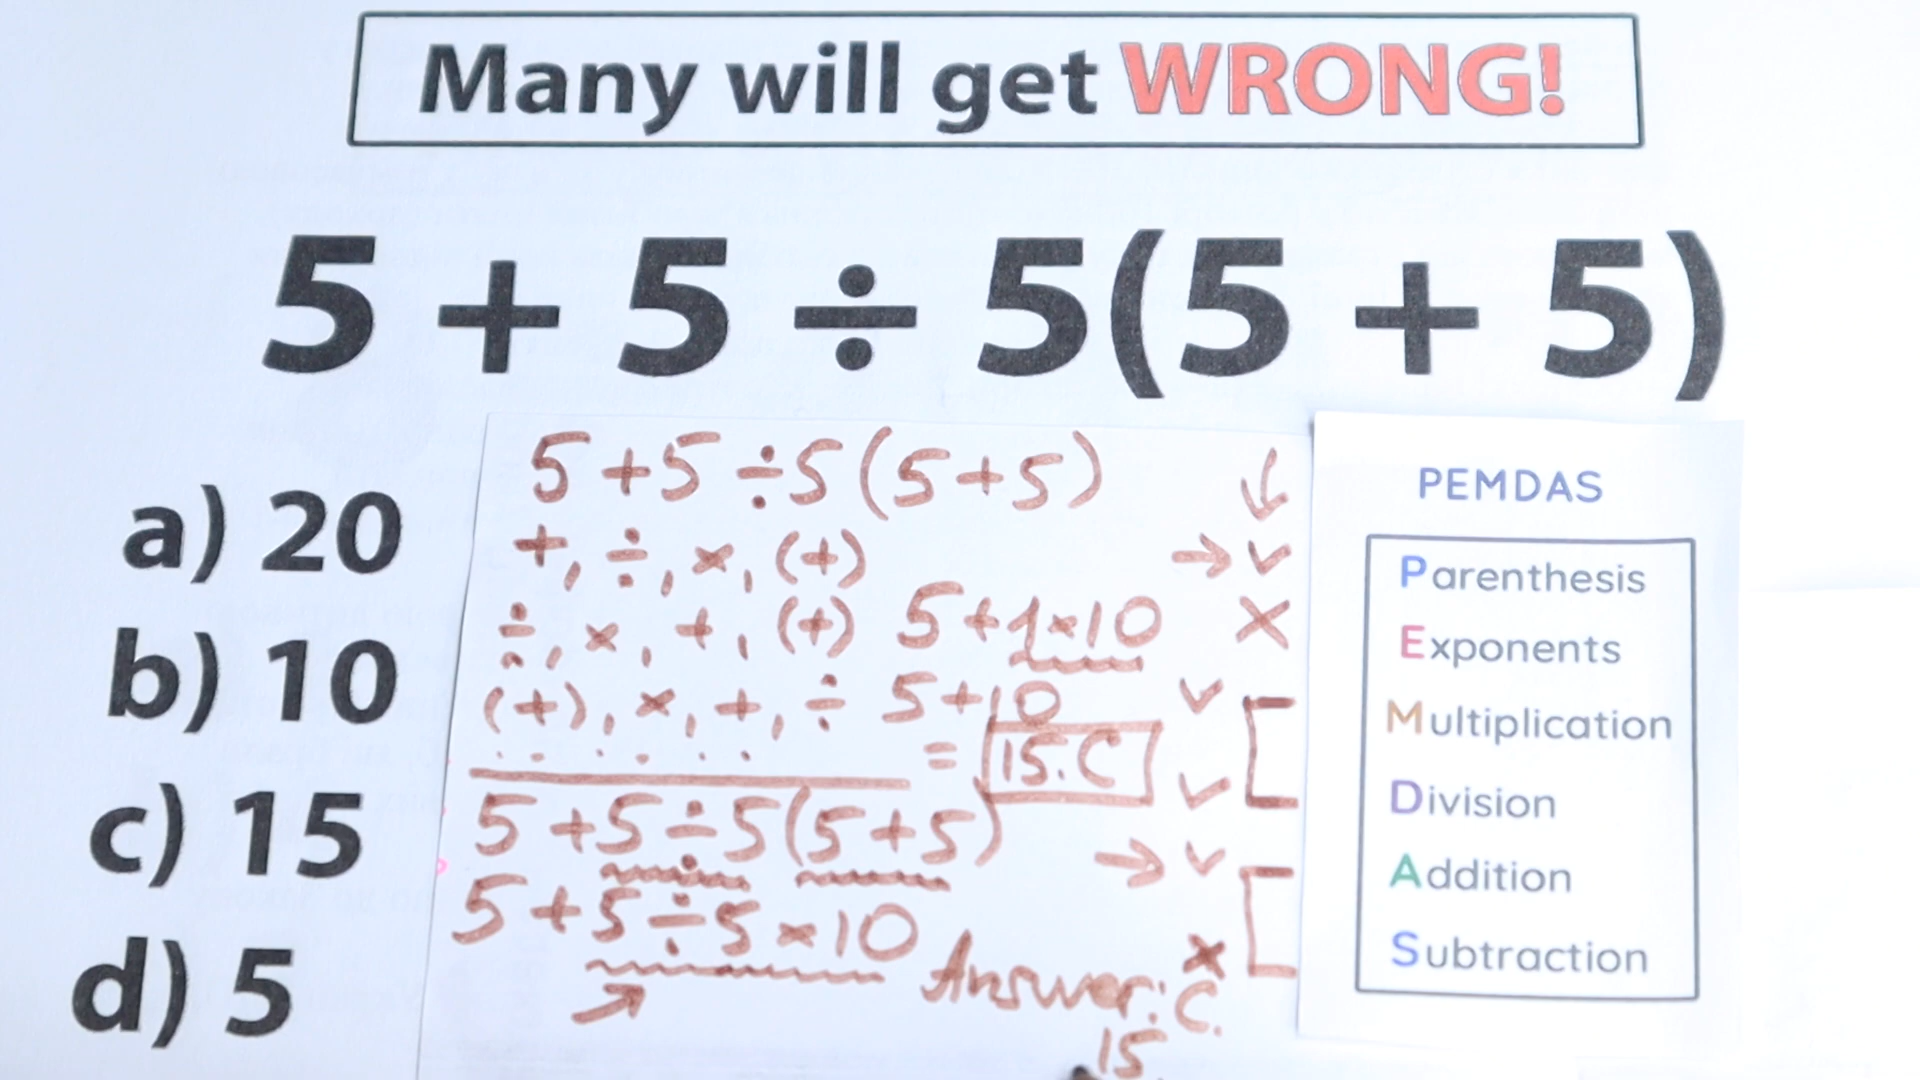 Many will get WRONG!
5 + 5 ÷ 5(5 + 5)
a) 20
b) 10
c) 15
d) 5
5 + 5 ÷ 5 (5 + 5)
+, ÷, ×, (+)
÷, ×, +, (+)
(+), ×, +, ÷
5 + 1 × 10
5 + 10
= 15. C
5 + 5 ÷ 5 (5 + 5)
5 + 5 ÷ 5 × 10
Answer: C.
15
PEMDAS
Parenthesis
Exponents
Multiplication
Division
Addition
Subtraction